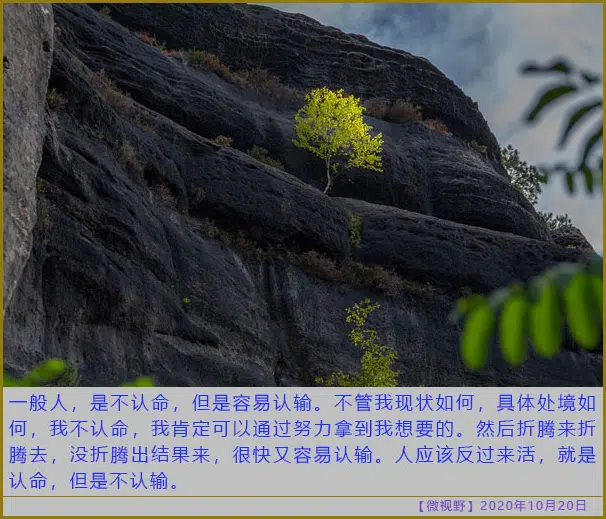 一般人，是不认命，但是容易认输。不管我现状如何，具体处境如
何，我不认命，我肯定可以通过努力拿到我想要的。然后折腾来折
腾去，没折腾出结果来，很快又容易认输。人应该反过来活，就是
认命，但是不认输。
【微视野】2020年10月20日